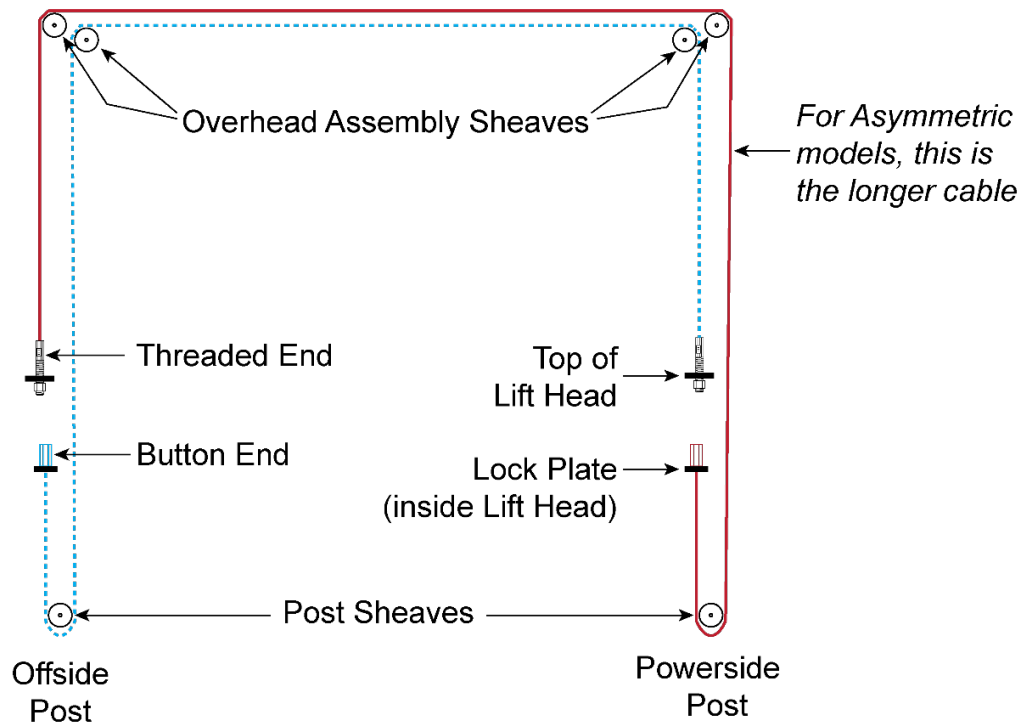 Overhead Assembly Sheaves
For Asymmetric
models, this is
the longer cable
Threaded End
Top of
Lift Head
Button End
Lock Plate
(inside Lift Head)
Post Sheaves
Offside
Post
Powerside
Post